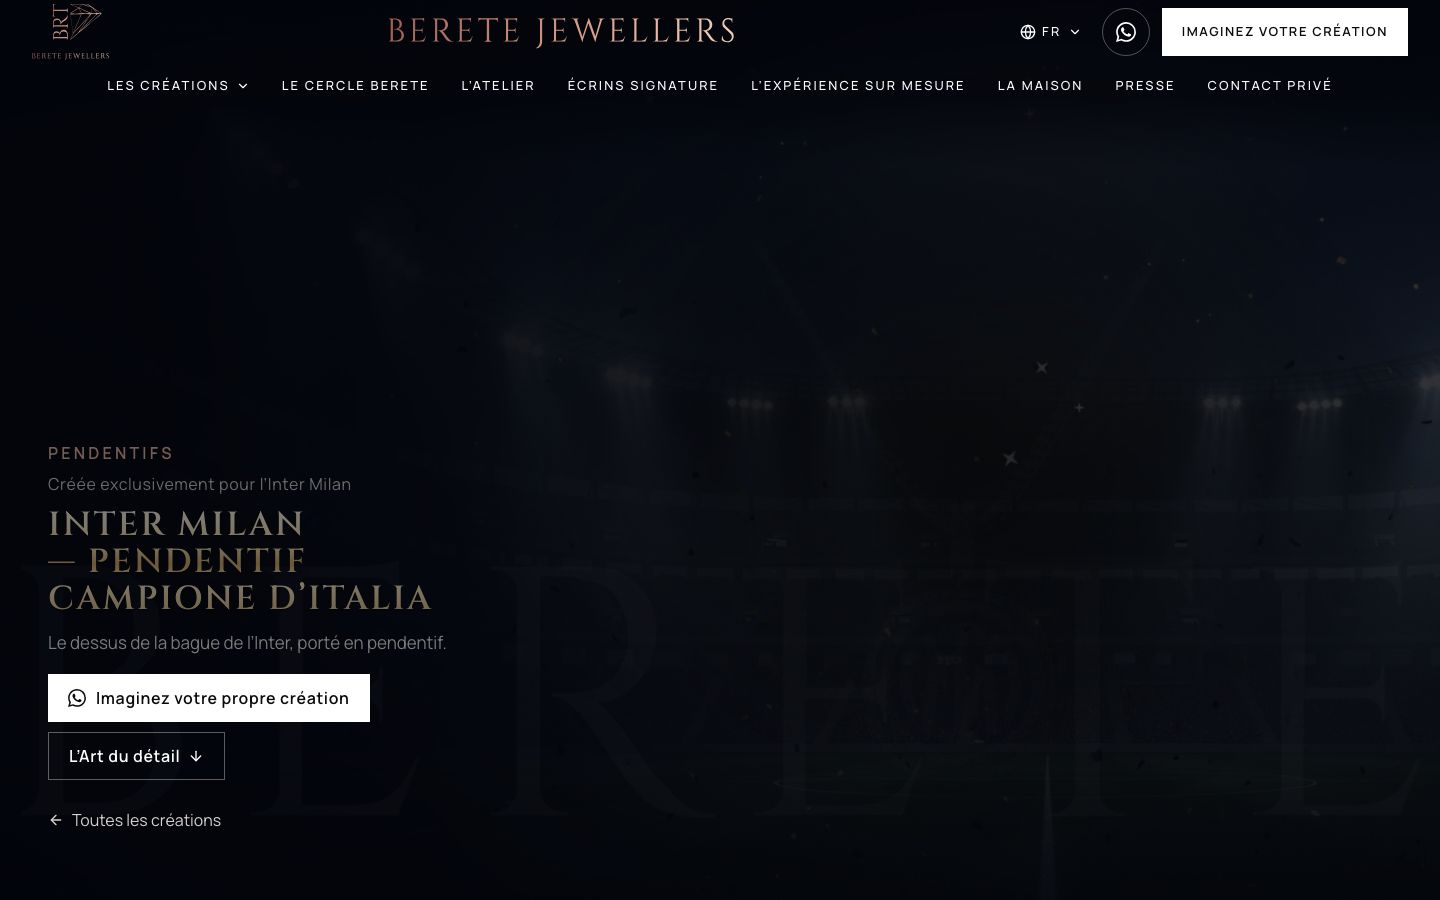 BRT
BERETE JEWELLERS
BERETE JEWELLERS
FR
IMAGINEZ VOTRE CRÉATION
LES CRÉATIONS
LE CERCLE BERETE
L’ATELIER
ÉCRINS SIGNATURE
L’EXPÉRIENCE SUR MESURE
LA MAISON
PRESSE
CONTACT PRIVÉ
PENDENTIFS
Créée exclusivement pour l’Inter Milan
INTER MILAN
— PENDENTIF
CAMPIONE D’ITALIA
Le dessus de la bague de l’Inter, porté en pendentif.
Imaginez votre propre création
L’Art du détail
Toutes les créations
BERETE